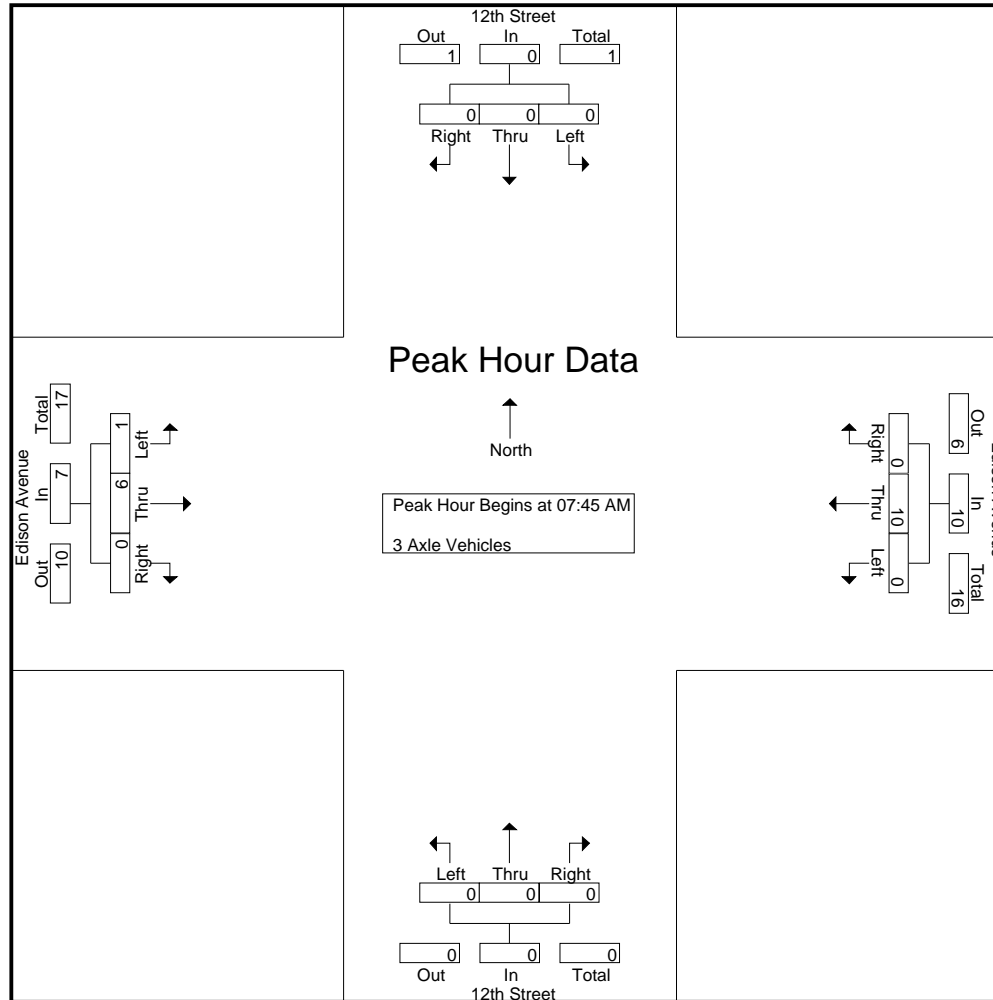 12th Street
Out In Total
1 0 1
0 0 0
Right Thru Left
Peak Hour Data
North
Peak Hour Begins at 07:45 AM
3 Axle Vehicles
Edison Avenue
Out In Total
10 7 17
0 6 1
Right Thru Left
Right Thru Left
0 10 0
Out In Total
6 10 16
Left Thru Right
0 0 0
0 0 0
Out In Total
12th Street